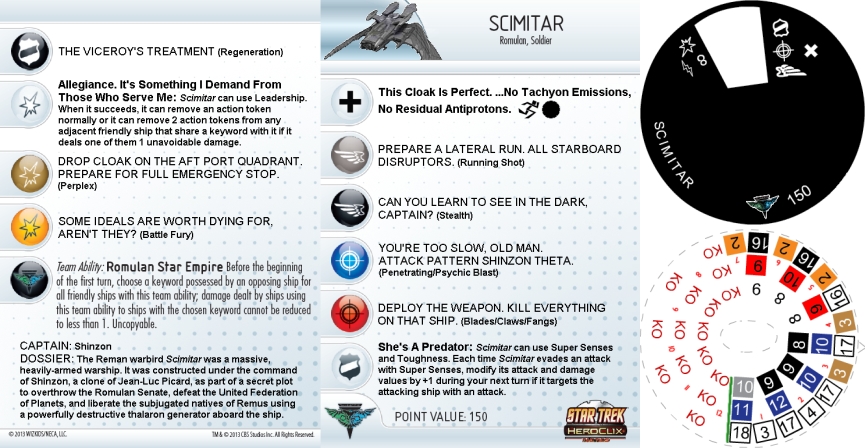 THE VICEROY'S TREATMENT (Regeneration)
Allegiance. It's Something I Demand From
Those Who Serve Me: Scimitar can use Leadership.
When it succeeds, it can remove an action token
normally or it can remove 2 action tokens from any
adjacent friendly ship that share a keyword with it if it
deals one of them 1 unavoidable damage.
DROP CLOAK ON THE AFT PORT QUADRANT.
PREPARE FOR FULL EMERGENCY STOP.
(Perplex)
SOME IDEALS ARE WORTH DYING FOR,
AREN'T THEY? (Battle Fury)
Team Ability: Romulan Star Empire Before the beginning
of the first turn, choose a keyword possessed by an opposing ship for
all friendly ships with this team ability; damage dealt by ships using
this team ability to ships with the chosen keyword cannot be reduced
to less than 1. Uncopyable.
CAPTAIN: Shinzon
DOSSIER: The Reman warbird Scimitar was a massive,
heavily-armed warship. It was constructed under the command
of Shinzon, a clone of Jean-Luc Picard, as part of a secret plot
to overthrow the Romulan Senate, defeat the United Federation
of Planets, and liberate the subjugated natives of Remus using
a powerfully destructive thalaron generator aboard the ship.
© 2013 WIZKIDS/NECA, LLC.
TM & © 2013 CBS Studios Inc. All Rights Reserved.
SCIMITAR
Romulan, Soldier
This Cloak Is Perfect. ...No Tachyon Emissions,
No Residual Antiprotons.
PREPARE A LATERAL RUN. ALL STARBOARD
DISRUPTORS. (Running Shot)
CAN YOU LEARN TO SEE IN THE DARK,
CAPTAIN? (Stealth)
YOU'RE TOO SLOW, OLD MAN.
ATTACK PATTERN SHINZON THETA.
(Penetrating/Psychic Blast)
DEPLOY THE WEAPON. KILL EVERYTHING
ON THAT SHIP. (Blades/Claws/Fangs)
She's A Predator: Scimitar can use Super Senses
and Toughness. Each time Scimitar evades an attack
with Super Senses, modify its attack and damage
values by +1 during your next turn if it targets the
attacking ship with an attack.
POINT VALUE: 150
STAR TREK
HEROCLIX
8
SCIMITAR
150
2 16 2 16 2 16 3 17 3 17 4 17 3 18
9 10 9 10 12 11
9 8 8 8 9 9 10
KO KO KO KO KO KO